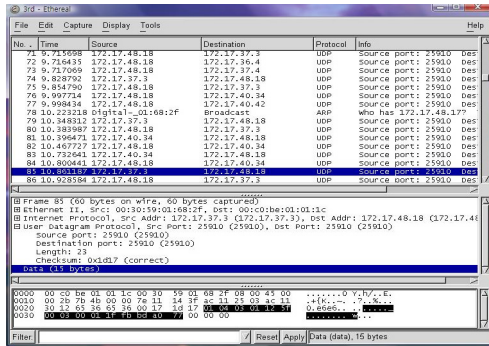 3rd - Ethereal
File Edit Capture Display Tools Help
No. . Time Source Destination Protocol Info
71 9.715698 172.17.48.18 172.17.37.3 UDP Source port: 25910 Des
72 9.716435 172.17.48.18 172.17.36.4 UDP Source port: 25910 Des
73 9.717069 172.17.48.18 172.17.37.4 UDP Source port: 25910 Des
74 9.828792 172.17.37.3 172.17.48.18 UDP Source port: 25910 Des
75 9.854790 172.17.48.18 172.17.37.3 UDP Source port: 25910 Des
76 9.997714 172.17.48.18 172.17.40.34 UDP Source port: 25910 Des
77 9.998434 172.17.48.18 172.17.40.42 UDP Source port: 25910 Des
78 10.223218 Digital-_01:68:2f Broadcast ARP who has 172.17.48.17?
79 10.348312 172.17.37.3 172.17.48.18 UDP Source port: 25910 Des
80 10.383987 172.17.48.18 172.17.37.3 UDP Source port: 25910 Des
81 10.396471 172.17.40.34 172.17.48.18 UDP Source port: 25910 Des
82 10.467727 172.17.48.18 172.17.40.34 UDP Source port: 25910 Des
83 10.732641 172.17.40.34 172.17.48.18 UDP Source port: 25910 Des
84 10.800441 172.17.48.18 172.17.40.34 UDP Source port: 25910 Des
85 10.861187 172.17.37.3 172.17.48.18 UDP Source port: 25910 Des
86 10.928584 172.17.48.18 172.17.37.3 UDP Source port: 25910 Des
Frame 85 (60 bytes on wire, 60 bytes captured)
Ethernet II, Src: 00:30:59:01:68:2f, Dst: 00:c0:be:01:01:1c
Internet Protocol, Src Addr: 172.17.37.3 (172.17.37.3), Dst Addr: 172.17.48.18 (172.17.48
User Datagram Protocol, Src Port: 25910 (25910), Dst Port: 25910 (25910)
Source port: 25910 (25910)
Destination port: 25910 (25910)
Length: 23
Checksum: 0x1d17 (correct)
Data (15 bytes)
0000 00 c0 be 01 01 1c 00 30 59 01 68 2f 08 00 45 00 .......0 Y.h/..E.
0010 00 2b 7b 4b 00 00 7e 11 14 3f ac 11 25 03 ac 11 .+{K..~. .?..%...
0020 30 12 65 36 65 36 00 17 1d 17 01 04 03 01 12 5f 0.e6e6.. ......._
0030 00 03 00 01 1f fb bd a0 77 00 00 00 ........ w...
Filter: Reset Apply Data (data), 15 bytes